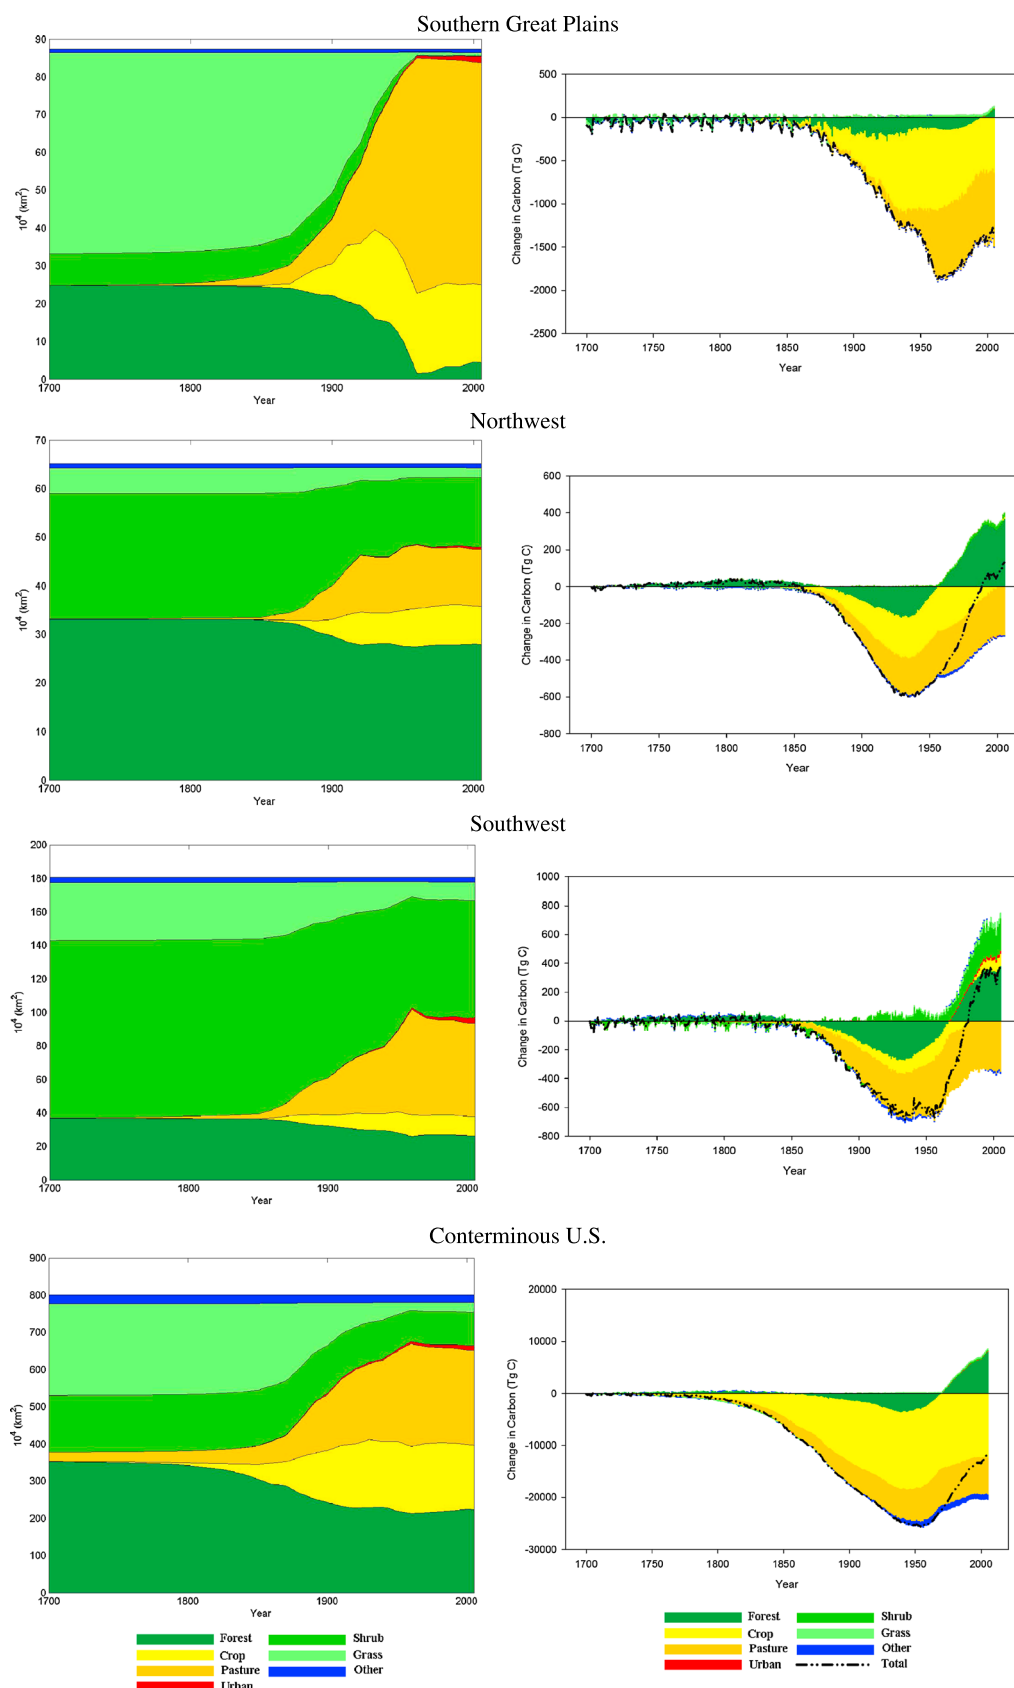 Southern Great Plains
90
80
70
60
50
40
30
20
10
0
10⁴ (km²)
1700 1800 1900 2000
Year
500
0
-500
-1000
-1500
-2000
-2500
Change in Carbon (Tg C)
1700 1750 1800 1850 1900 1950 2000
Year
Northwest
70
60
50
40
30
20
10
0
10⁴ (km²)
1700 1800 1900 2000
Year
600
400
200
0
-200
-400
-600
-800
Change in Carbon (Tg C)
1700 1750 1800 1850 1900 1950 2000
Year
Southwest
200
180
160
140
120
100
80
60
40
20
0
10⁴ (km²)
1700 1800 1900 2000
Year
1000
800
600
400
200
0
-200
-400
-600
-800
Change in Carbon (Tg C)
1700 1750 1800 1850 1900 1950 2000
Year
Conterminous U.S.
900
800
700
600
500
400
300
200
100
0
10⁴ (km²)
1700 1800 1900 2000
Year
20000
10000
0
-10000
-20000
-30000
Change in Carbon (Tg C)
1700 1750 1800 1850 1900 1950 2000
Year
Forest Shrub
Crop Grass
Pasture Other
Urban
Forest Shrub
Crop Grass
Pasture Other
Urban Total